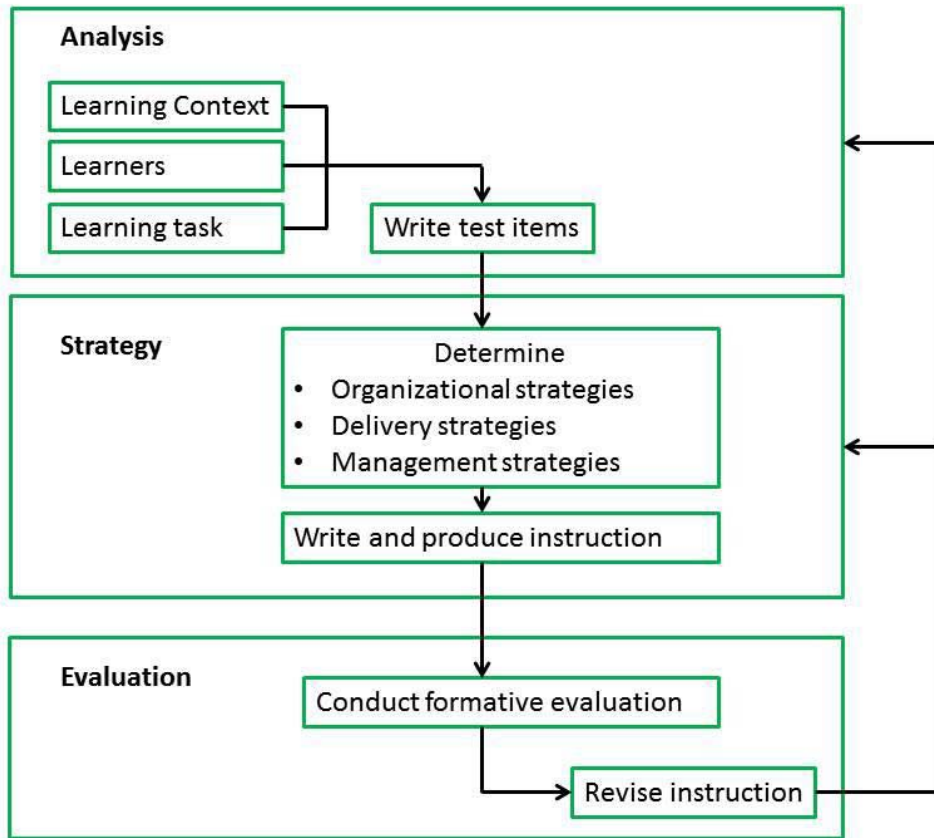 Analysis
Learning Context
Learners
Learning task
Write test items
Strategy
Determine
• Organizational strategies
• Delivery strategies
• Management strategies
Write and produce instruction
Evaluation
Conduct formative evaluation
Revise instruction